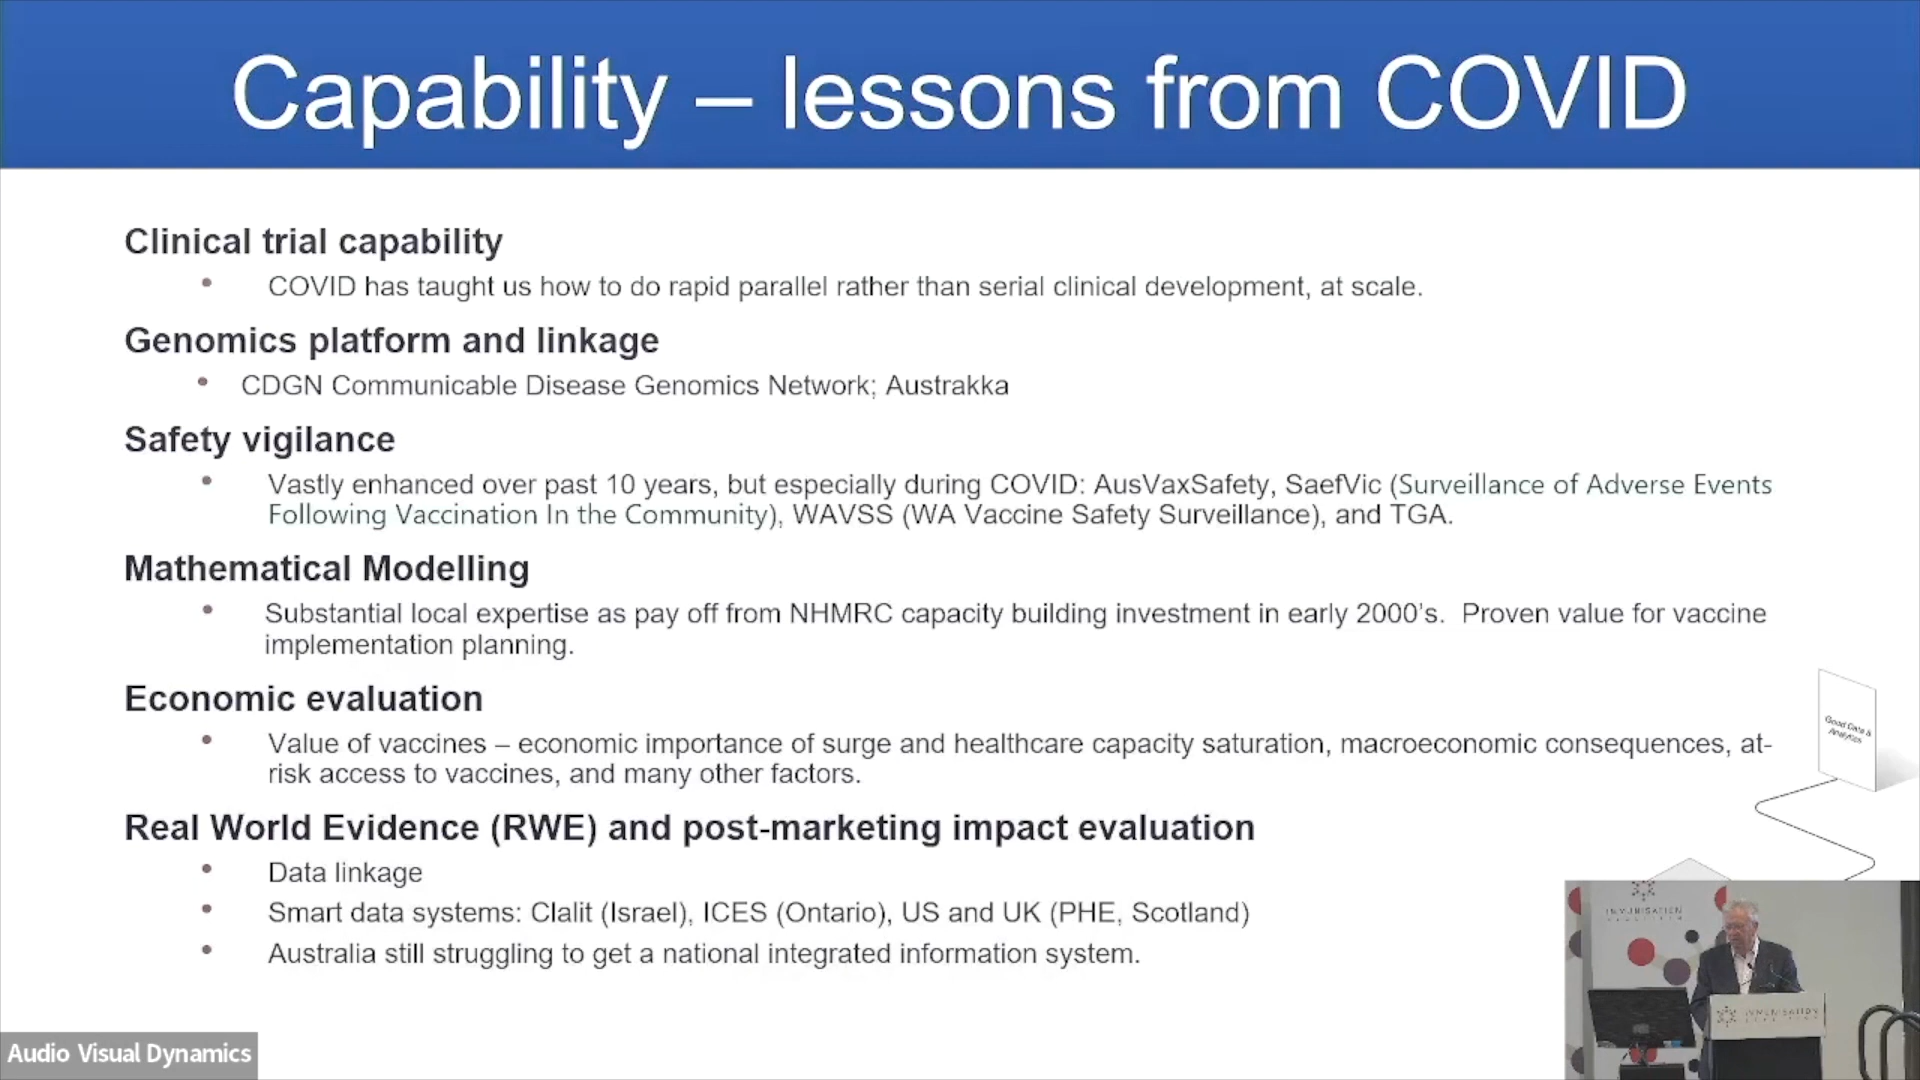 Capability – lessons from COVID
Clinical trial capability
• COVID has taught us how to do rapid parallel rather than serial clinical development, at scale.
Genomics platform and linkage
• CDGN Communicable Disease Genomics Network; Austrakka
Safety vigilance
• Vastly enhanced over past 10 years, but especially during COVID: AusVaxSafety, SaefVic (Surveillance of Adverse Events
Following Vaccination In the Community), WAVSS (WA Vaccine Safety Surveillance), and TGA.
Mathematical Modelling
• Substantial local expertise as pay off from NHMRC capacity building investment in early 2000's.  Proven value for vaccine
implementation planning.
Economic evaluation
• Value of vaccines – economic importance of surge and healthcare capacity saturation, macroeconomic consequences, at-
risk access to vaccines, and many other factors.
Good Data &
Analytics
Real World Evidence (RWE) and post-marketing impact evaluation
• Data linkage
• Smart data systems: Clalit (Israel), ICES (Ontario), US and UK (PHE, Scotland)
• Australia still struggling to get a national integrated information system.
IMMUNISATION
IMMUNISATION
Audio Visual Dynamics